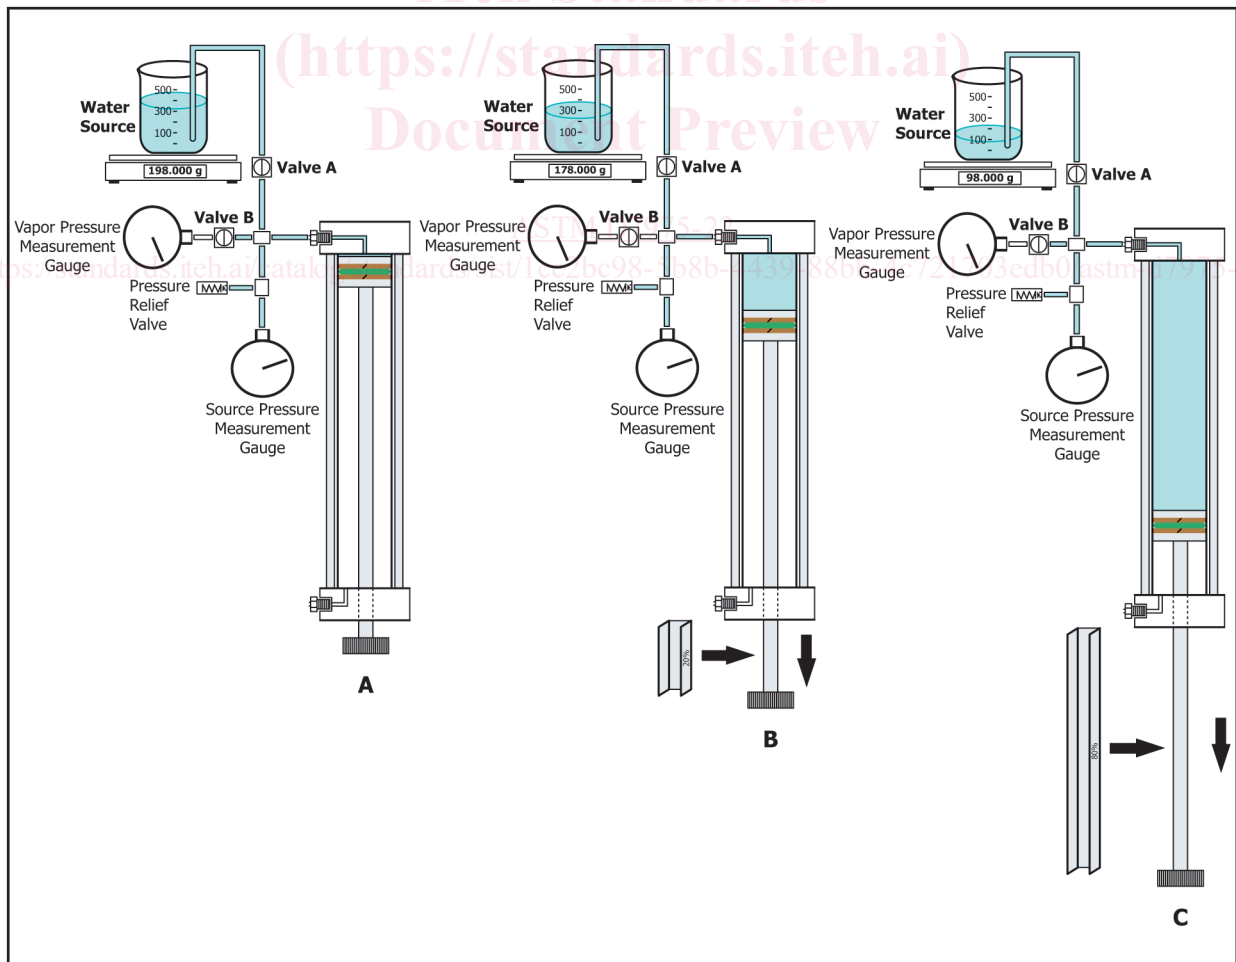 (https://standards.iteh.ai)
Document Preview
500
300
100
Water
Source
198.000 g
Valve A
Valve B
Vapor Pressure
Measurement
Gauge
Pressure
Relief
Valve
Source Pressure
Measurement
Gauge
A
500
300
100
Water
Source
178.000 g
Valve A
Valve B
Vapor Pressure
Measurement
Gauge
Pressure
Relief
Valve
Source Pressure
Measurement
Gauge
20%
B
500
300
100
Water
Source
98.000 g
Valve A
Valve B
Vapor Pressure
Measurement
Gauge
Pressure
Relief
Valve
Source Pressure
Measurement
Gauge
80%
C